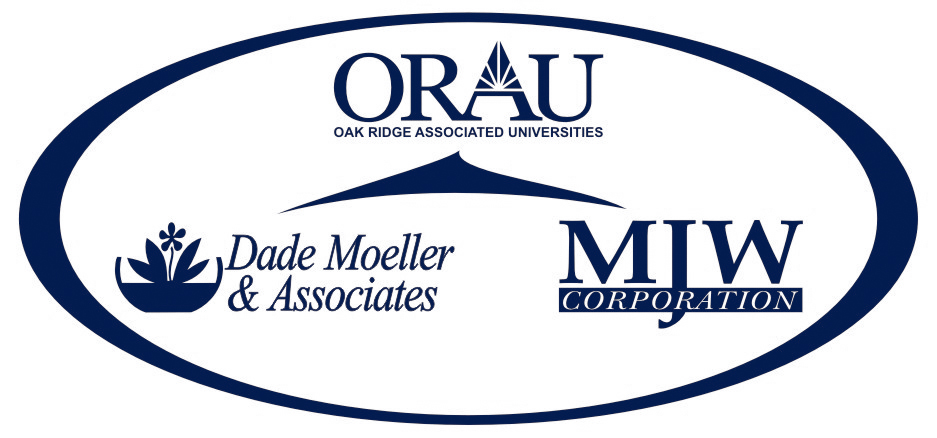 ORAU
OAK RIDGE ASSOCIATED UNIVERSITIES
Dade Moeller
& Associates
MJW
CORPORATION